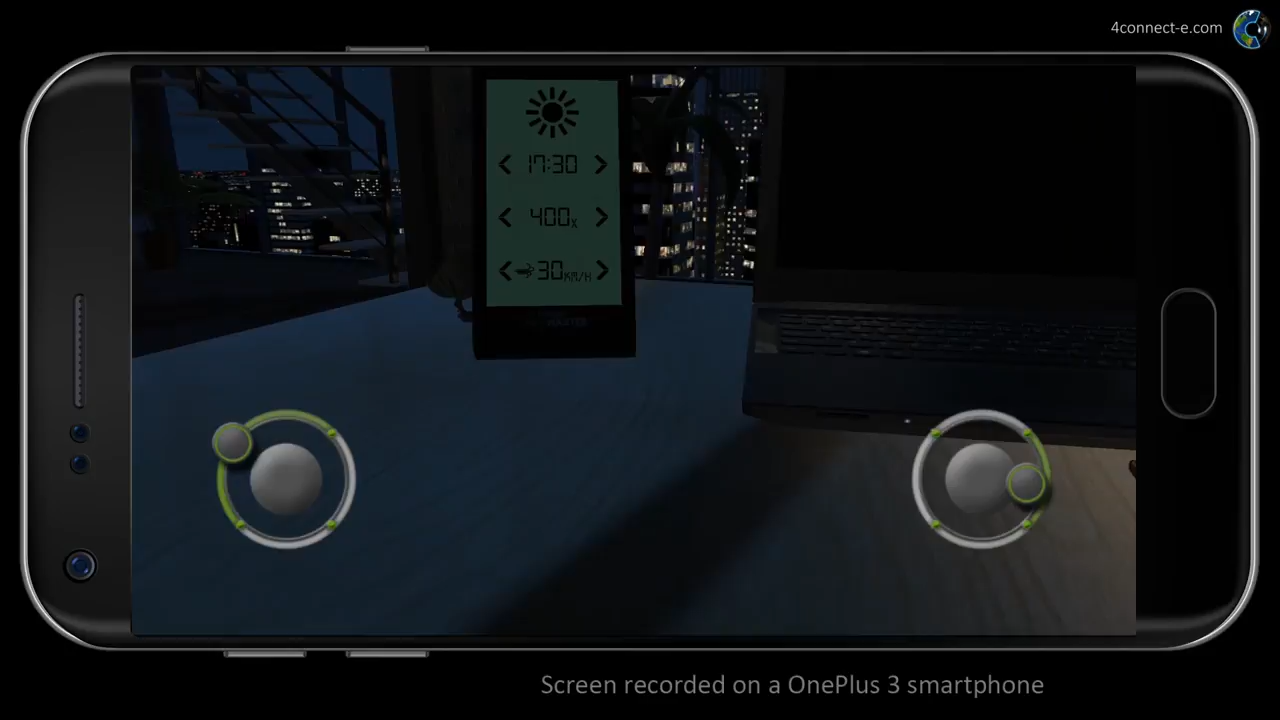 4connect-e.com
17:30
400x
30KM/H
Screen recorded on a OnePlus 3 smartphone